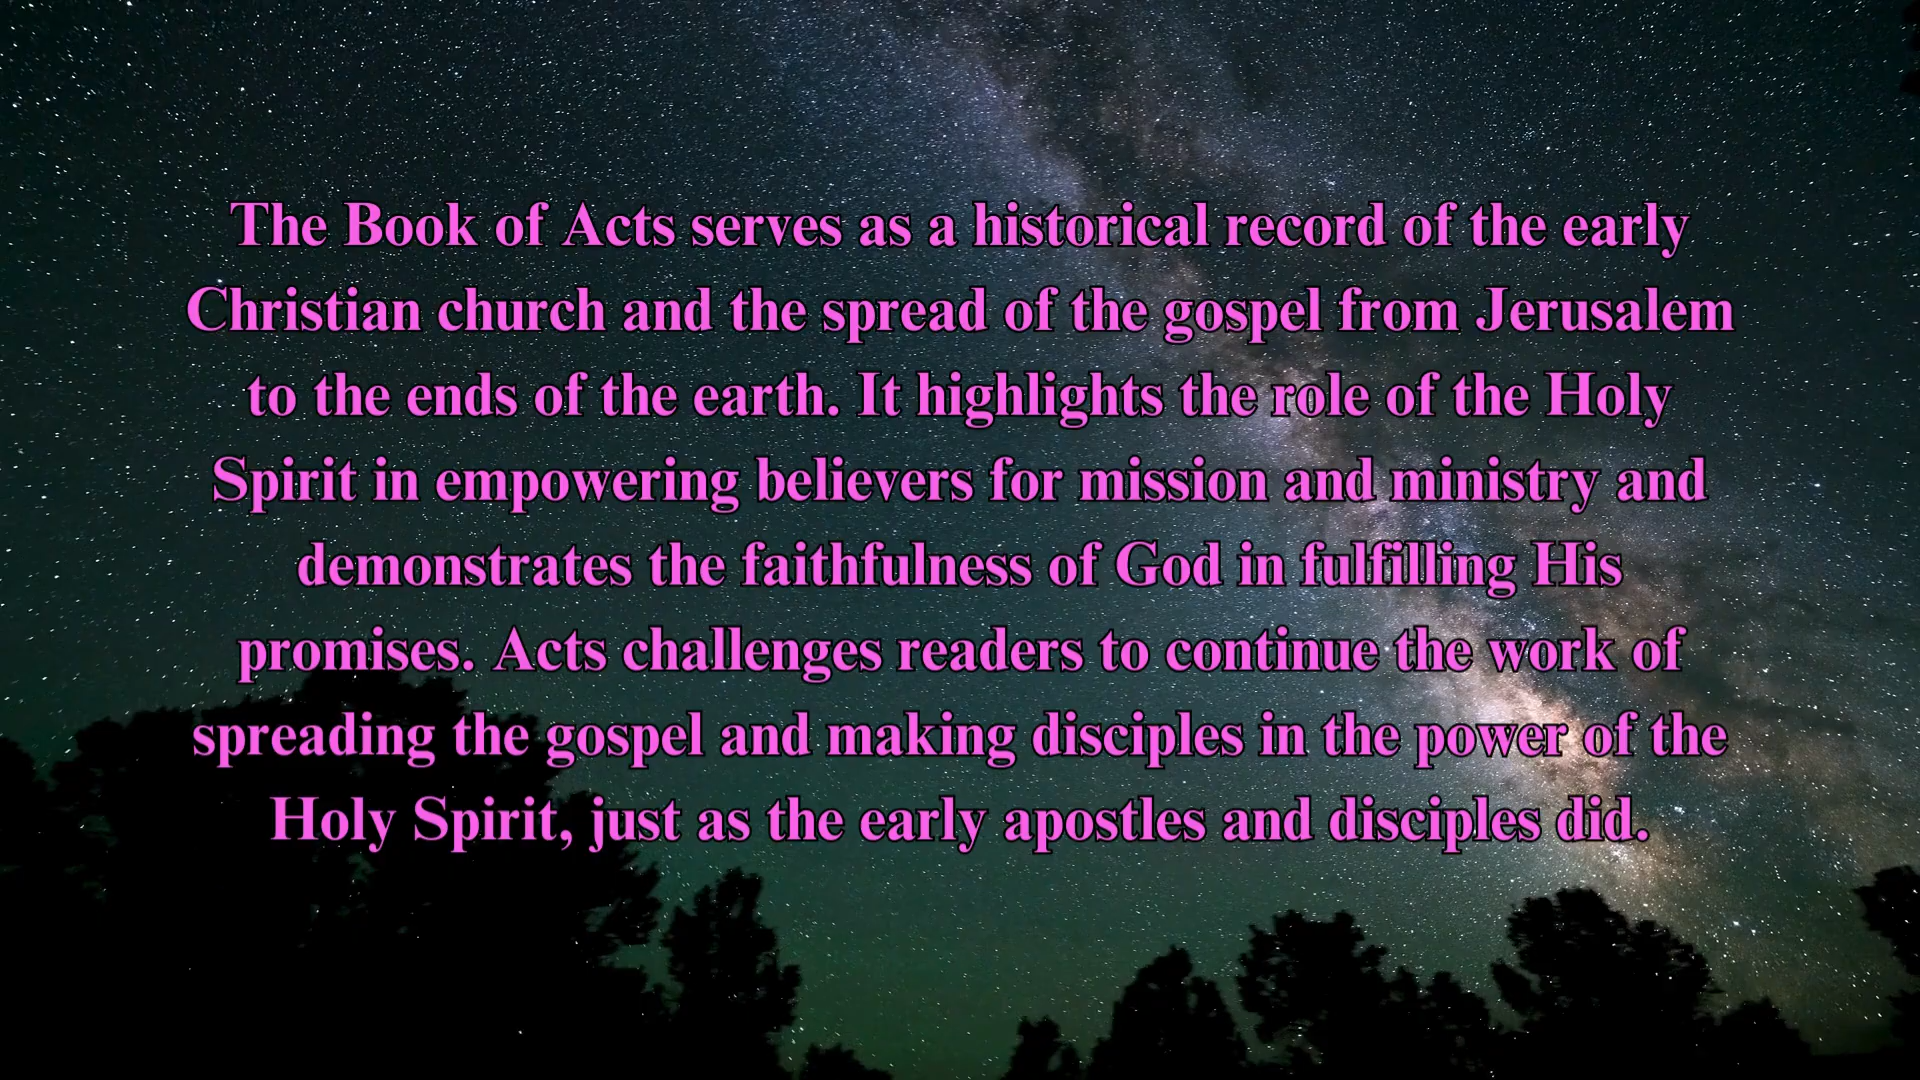 The Book of Acts serves as a historical record of the early
Christian church and the spread of the gospel from Jerusalem
to the ends of the earth. It highlights the role of the Holy
Spirit in empowering believers for mission and ministry and
demonstrates the faithfulness of God in fulfilling His
promises. Acts challenges readers to continue the work of
spreading the gospel and making disciples in the power of the
Holy Spirit, just as the early apostles and disciples did.